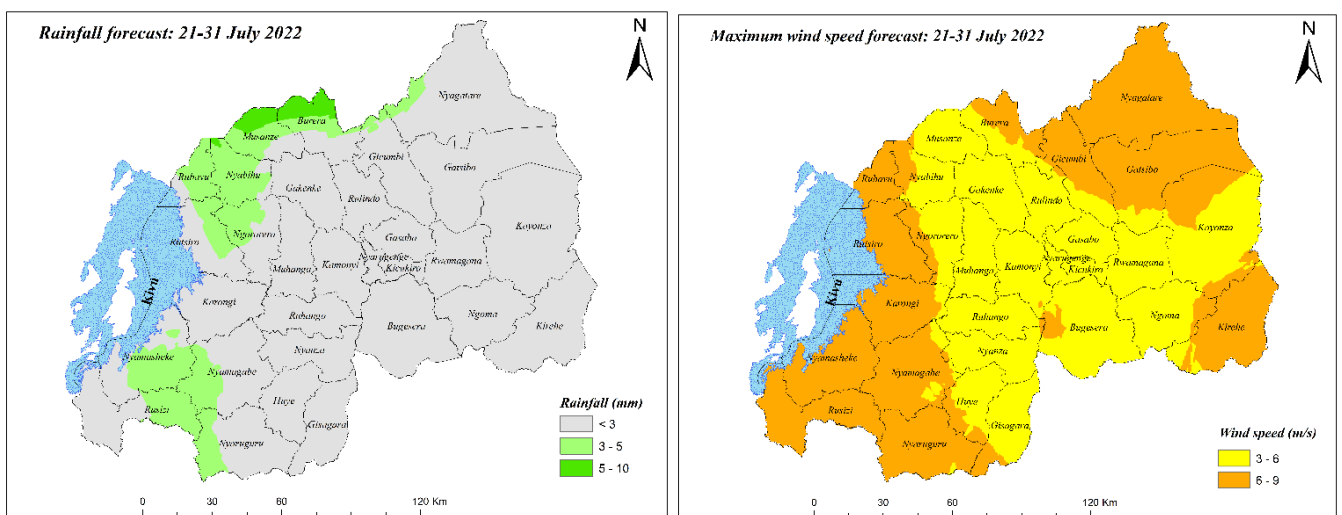 Rainfall forecast: 21-31 July 2022
N
Nyagatare
Burera
Musanze
Gicumbi
Rubavu
Nyabihu
Gatsibo
Gakenke
Rulindo
Kayonza
Rutsiro
Ngororero
Gasabo
Nyarugenge
Kicukiro
Rwamagana
Muhanga
Kamonyi
Kivu
Karongi
Ruhango
Bugesera
Ngoma
Kirehe
Nyamasheke
Nyamagabe
Nyanza
Rusizi
Huye
Gisagara
Nyaruguru
Rainfall (mm)
< 3
3 - 5
5 - 10
0 30 60 120 Km
Maximum wind speed forecast: 21-31 July 2022
N
Nyagatare
Burera
Musanze
Gicumbi
Rubavu
Nyabihu
Gatsibo
Gakenke
Rulindo
Kayonza
Rutsiro
Ngororero
Gasabo
Nyarugenge
Kicukiro
Rwamagana
Muhanga
Kamonyi
Kivu
Karongi
Ruhango
Bugesera
Ngoma
Kirehe
Nyamasheke
Nyamagabe
Nyanza
Rusizi
Huye
Gisagara
Nyaruguru
Wind speed (m/s)
3 - 6
6 - 9
0 30 60 120 Km